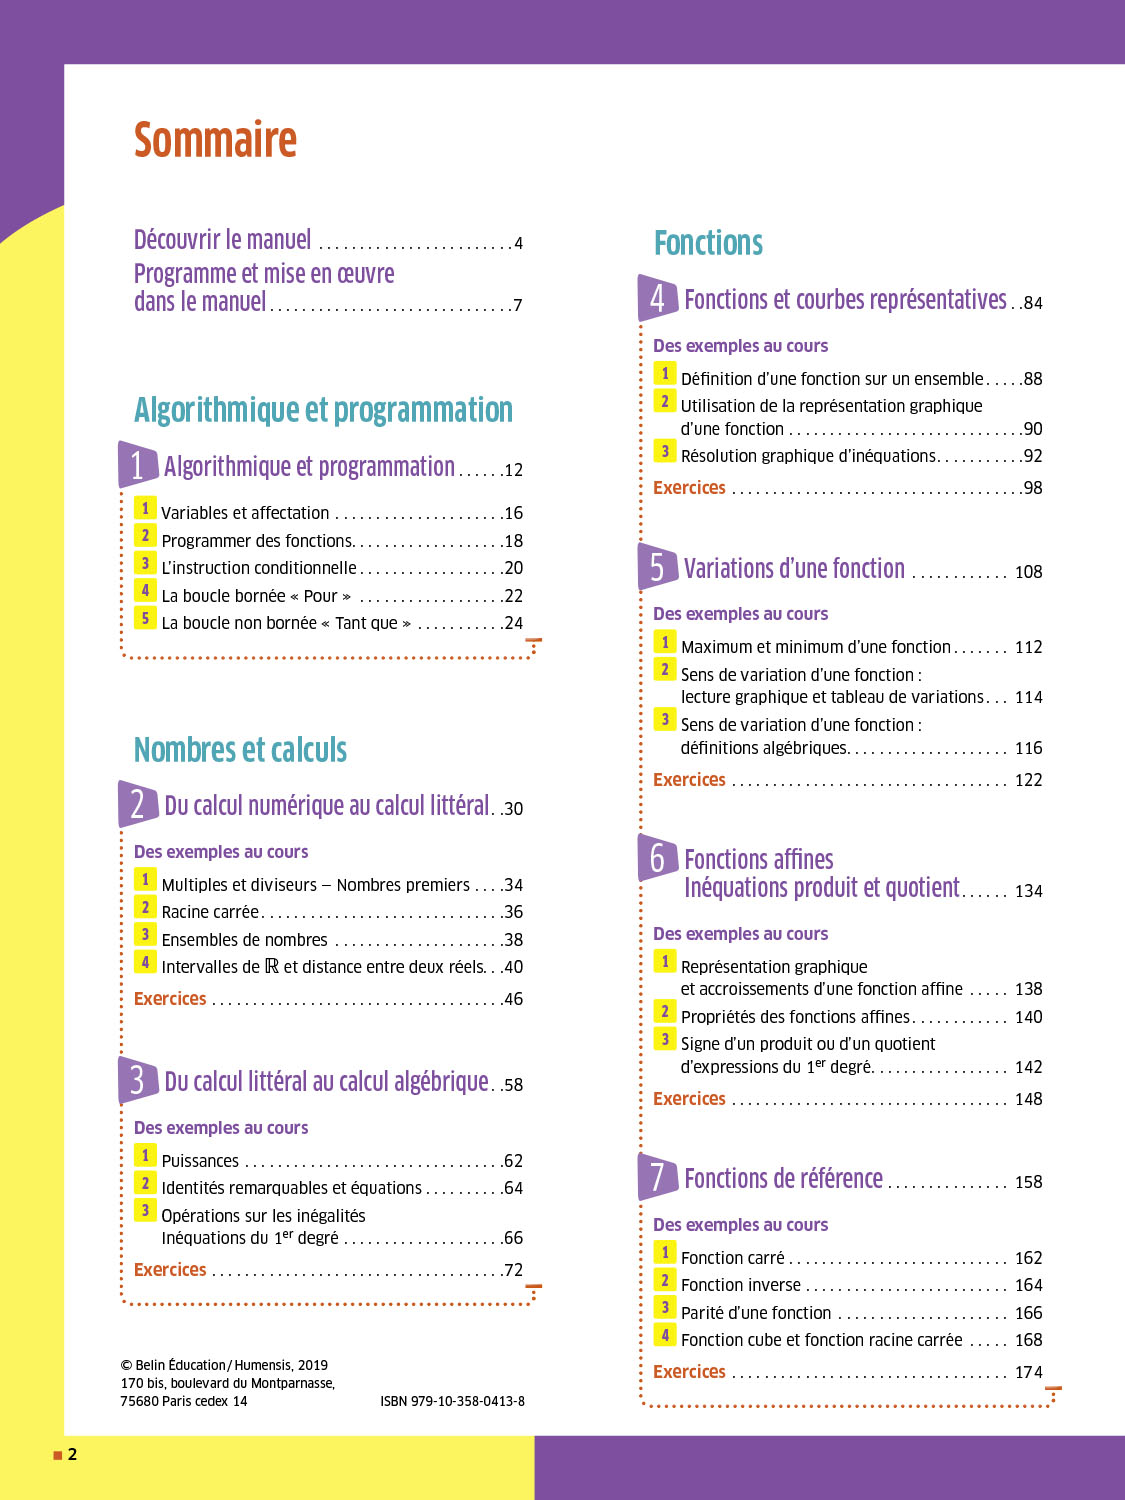 Sommaire
Découvrir le manuel ........................4
Programme et mise en œuvre
dans le manuel..............................7
Algorithmique et programmation
1 Algorithmique et programmation......12
1 Variables et affectation .....................16
2 Programmer des fonctions...................18
3 L'instruction conditionnelle..................20
4 La boucle bornée « Pour » ..................22
5 La boucle non bornée « Tant que » ...........24
Nombres et calculs
2 Du calcul numérique au calcul littéral..30
Des exemples au cours
1 Multiples et diviseurs – Nombres premiers ....34
2 Racine carrée..............................36
3 Ensembles de nombres .....................38
4 Intervalles de ℝ et distance entre deux réels...40
Exercices ....................................46
3 Du calcul littéral au calcul algébrique..58
Des exemples au cours
1 Puissances ................................62
2 Identités remarquables et équations..........64
3 Opérations sur les inégalités
Inéquations du 1er degré ....................66
Exercices ....................................72
© Belin Éducation/Humensis, 2019
170 bis, boulevard du Montparnasse,
75680 Paris cedex 14
ISBN 979-10-358-0413-8
Fonctions
4 Fonctions et courbes représentatives..84
Des exemples au cours
1 Définition d'une fonction sur un ensemble.....88
2 Utilisation de la représentation graphique
d'une fonction .............................90
3 Résolution graphique d'inéquations...........92
Exercices ....................................98
5 Variations d'une fonction ............ 108
Des exemples au cours
1 Maximum et minimum d'une fonction....... 112
2 Sens de variation d'une fonction :
lecture graphique et tableau de variations... 114
3 Sens de variation d'une fonction :
définitions algébriques.................... 116
Exercices .................................. 122
6 Fonctions affines
Inéquations produit et quotient...... 134
Des exemples au cours
1 Représentation graphique
et accroissements d'une fonction affine ..... 138
2 Propriétés des fonctions affines............ 140
3 Signe d'un produit ou d'un quotient
d'expressions du 1er degré................. 142
Exercices .................................. 148
7 Fonctions de référence ............... 158
Des exemples au cours
1 Fonction carré ........................... 162
2 Fonction inverse ......................... 164
3 Parité d'une fonction ..................... 166
4 Fonction cube et fonction racine carrée ..... 168
Exercices .................................. 174
2